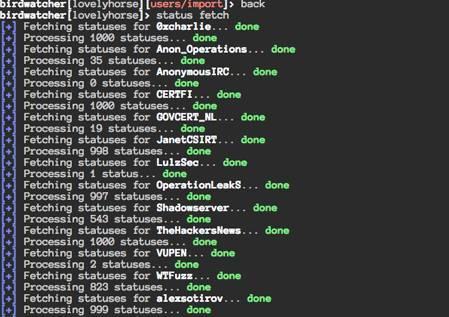 birdwatcher[lovelyhorse][users/import]> back
birdwatcher[lovelyhorse]> status fetch
[+] Fetching statuses for 0xcharlie... done
[+] Processing 1000 statuses... done
[+] Fetching statuses for Anon_Operations... done
[+] Processing 35 statuses... done
[+] Fetching statuses for AnonymousIRC... done
[+] Processing 0 statuses... done
[+] Fetching statuses for CERTFI... done
[+] Processing 1000 statuses... done
[+] Fetching statuses for GOVCERT_NL... done
[+] Processing 19 statuses... done
[+] Fetching statuses for JanetCSIRT... done
[+] Processing 998 statuses... done
[+] Fetching statuses for LulzSec... done
[+] Processing 1 status... done
[+] Fetching statuses for OperationLeakS... done
[+] Processing 997 statuses... done
[+] Fetching statuses for Shadowserver... done
[+] Processing 543 statuses... done
[+] Fetching statuses for TheHackersNews... done
[+] Processing 1000 statuses... done
[+] Fetching statuses for VUPEN... done
[+] Processing 2 statuses... done
[+] Fetching statuses for WTFuzz... done
[+] Processing 823 statuses... done
[+] Fetching statuses for alexsotirov... done
[+] Processing 999 statuses... done